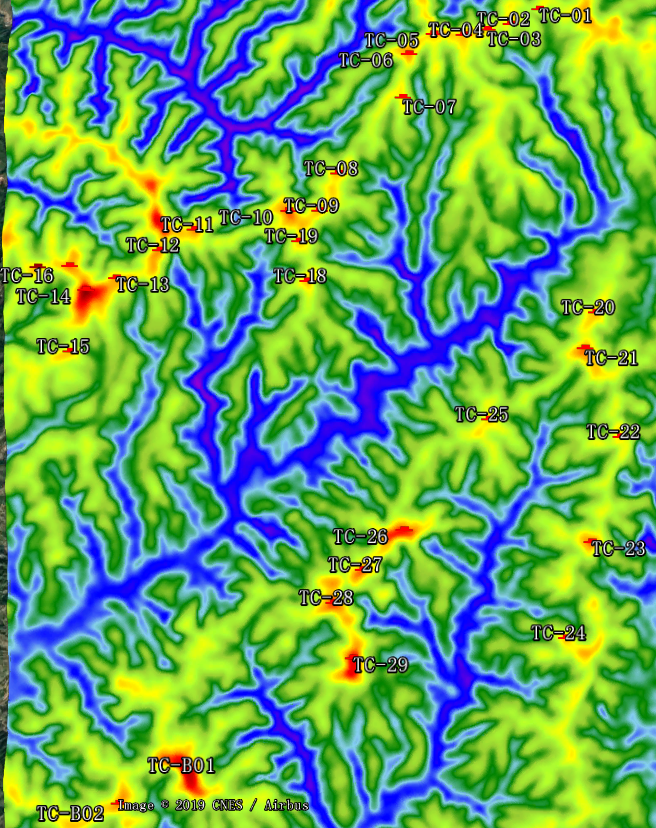 TC-01
TC-02
TC-04
TC-03
TC-05
TC-06
TC-07
TC-08
TC-09
TC-10
TC-11
TC-19
TC-12
TC-16
TC-18
TC-13
TC-14
TC-20
TC-15
TC-21
TC-25
TC-22
TC-26
TC-23
TC-27
TC-28
TC-24
TC-29
TC-B01
Image © 2019 CNES / Airbus
TC-B02